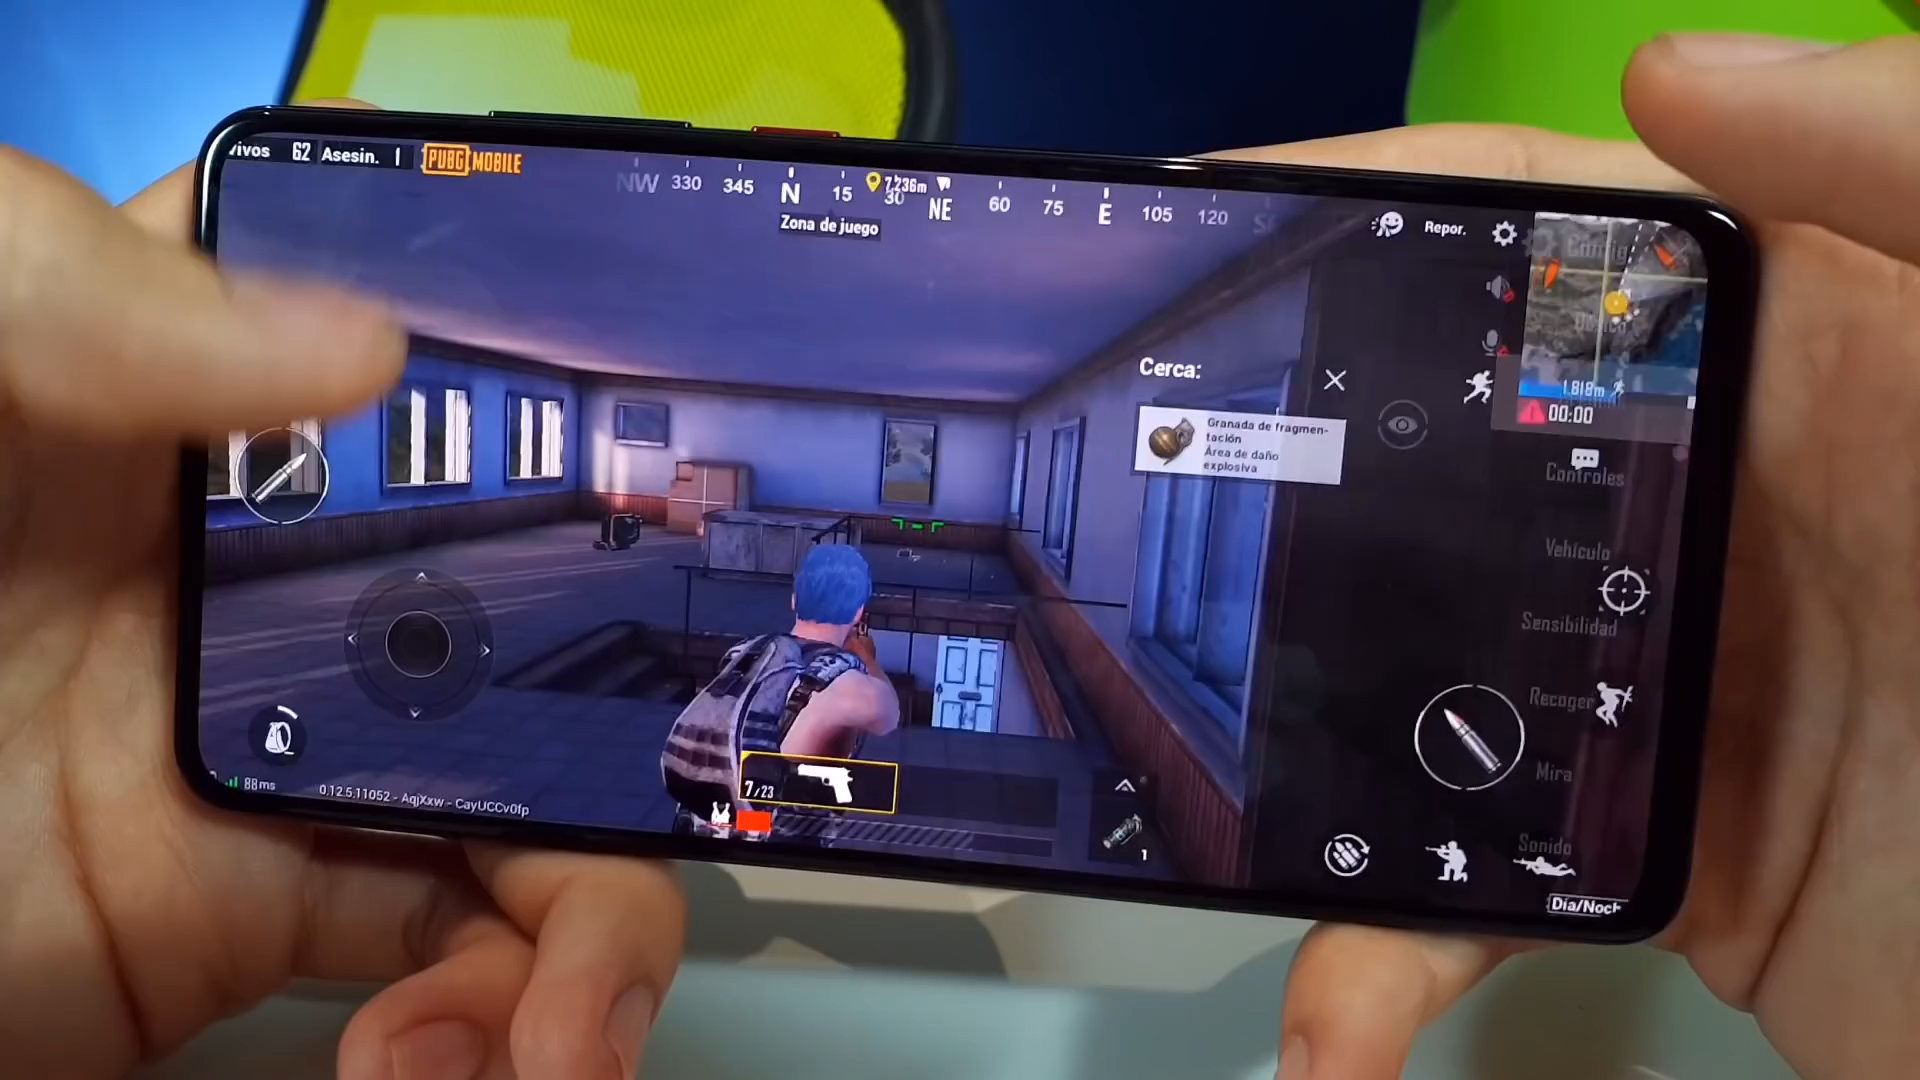 vivos 62 Asesin. 1 PUBG MOBILE
NW 330 345 N 15 30 NE 60 75 E 105 120
7,236m
Zona de juego
Repor.
Config
1.818m
00:00
Cerca:
Granada de fragmen-
tación
Área de daño
explosiva
Controles
Vehículo
Sensibilidad
Recoger
Mira
Sonido
Día/Noch
7/23
1
88ms
0.12.5.11052 - AqjXxw - CayUCCv0fp